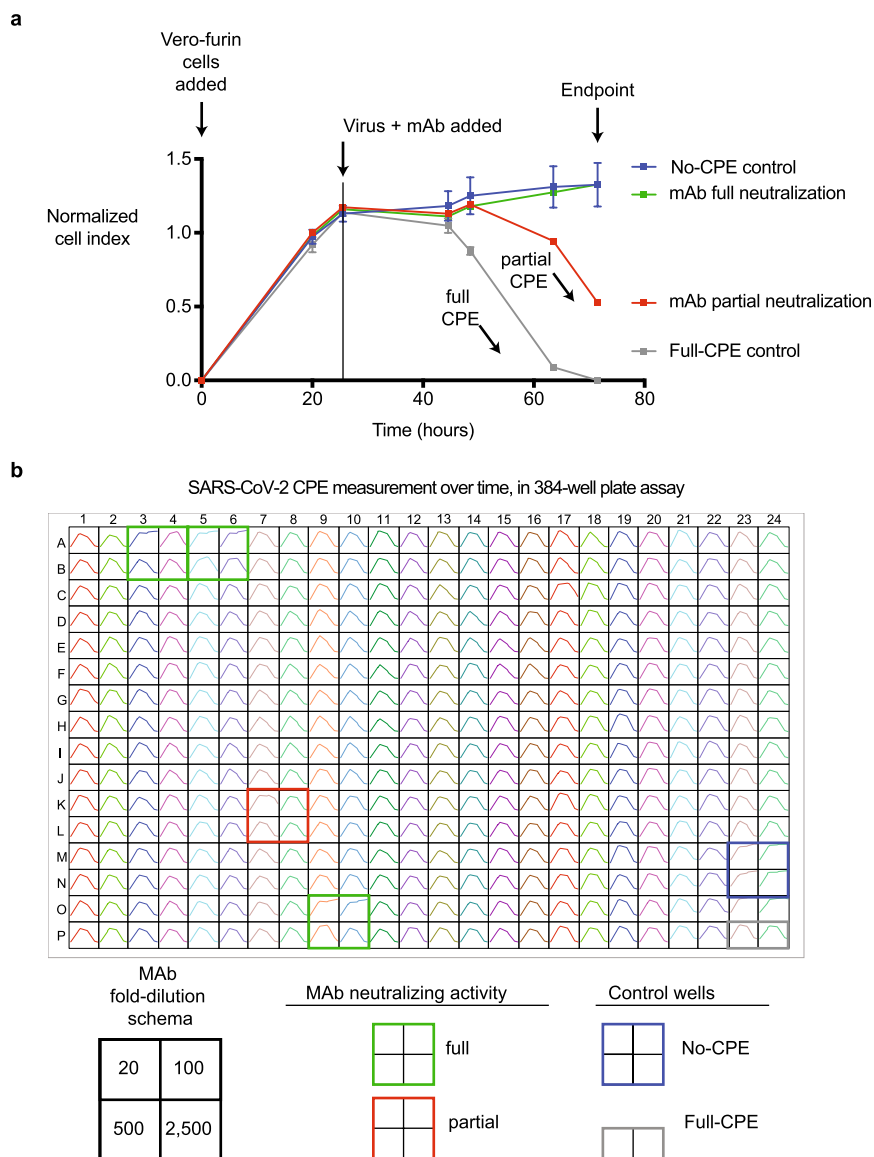 a
Vero-furin
cells
added
Virus + mAb added
Endpoint
1.5
1.0
0.5
0.0
Normalized
cell index
No-CPE control
mAb full neutralization
partial
CPE
full
CPE
mAb partial neutralization
Full-CPE control
0 20 40 60 80
Time (hours)
b
SARS-CoV-2 CPE measurement over time, in 384-well plate assay
1 2 3 4 5 6 7 8 9 10 11 12 13 14 15 16 17 18 19 20 21 22 23 24
A
B
C
D
E
F
G
H
I
J
K
L
M
N
O
P
MAb
fold-dilution
schema
20 100
500 2,500
MAb neutralizing activity
full
partial
Control wells
No-CPE
Full-CPE